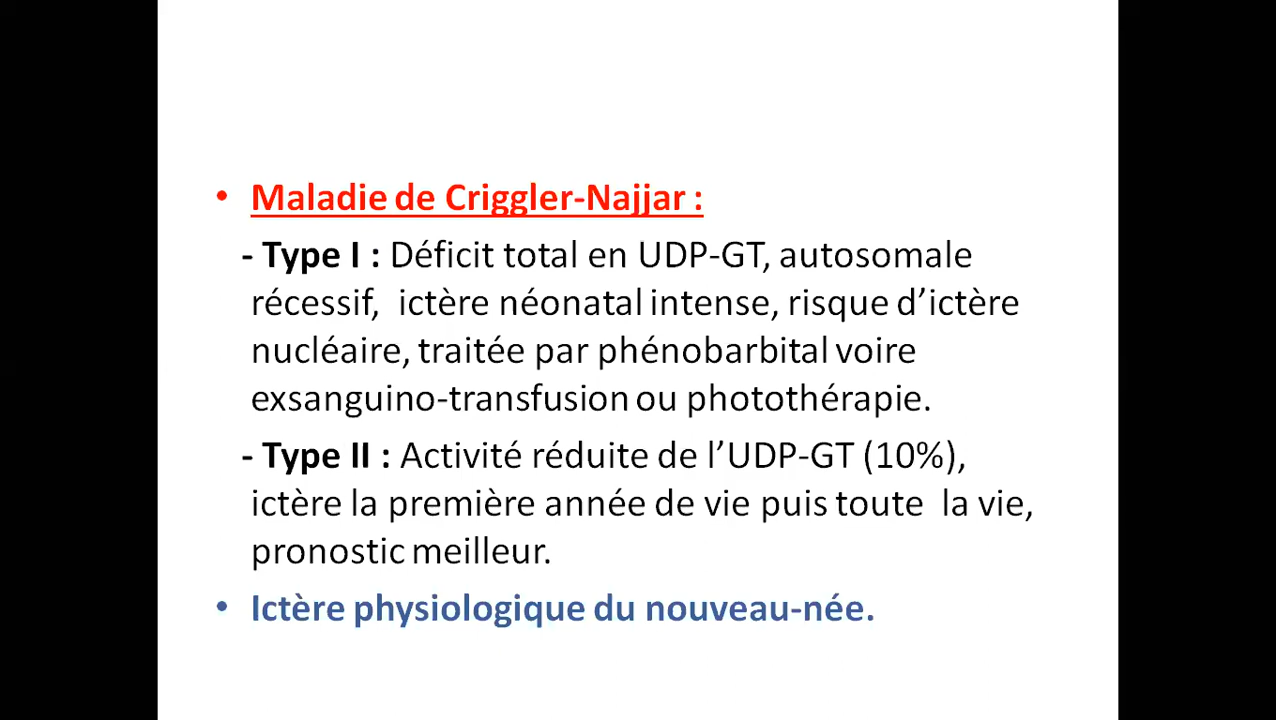 • Maladie de Criggler-Najjar :
- Type I : Déficit total en UDP-GT, autosomale
récessif, ictère néonatal intense, risque d’ictère
nucléaire, traitée par phénobarbital voire
exsanguino-transfusion ou photothérapie.
- Type II : Activité réduite de l’UDP-GT (10%),
ictère la première année de vie puis toute la vie,
pronostic meilleur.
• Ictère physiologique du nouveau-née.